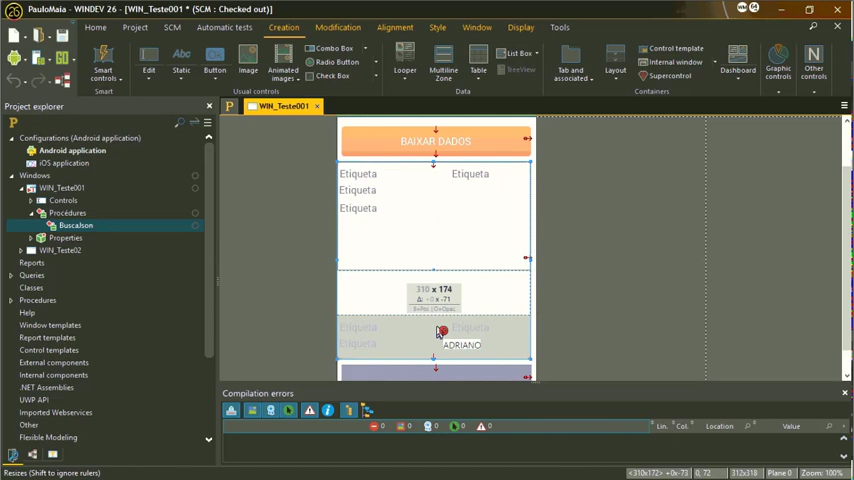 PauloMaia - WINDEV 26 - [WIN_Teste001 * (SCM : Checked out)]
WM
64
Home Project SCM Automatic tests Creation Modification Alignment Style Window Display Tools
GO
Smart controls
Edit
Abc
Static
Button
Image
Animated images
Combo Box
Radio Button
Check Box
Looper
Multiline Zone
Table
List Box
TreeView
Tab and associated
Layout
Control template
Internal window
Supercontrol
Dashboard
Graphic controls
Other controls
Smart
Usual controls
Containers
Project explorer
WIN_Teste001
Configurations (Android application)
Android application
iOS application
Windows
WIN_Teste001
Controls
Procédures
BuscaJson
Properties
WIN_Teste02
Reports
Queries
Classes
Procedures
Help
Window templates
Report templates
Control templates
External components
Internal components
.NET Assemblies
UWP API
Imported Webservices
Other
Flexible Modeling
BAIXAR DADOS
Etiqueta Etiqueta
Etiqueta
Etiqueta
310 x 174
Δ: −0 x -71
Etiqueta Etiqueta
Etiqueta ADRIANO
Compilation errors
0 0 0 0 0
Lin. Col. Location Value
Resizes (Shift to ignore rulers)
<310x172> +0x-73 0, 72 312x318 Plane 0 Zoom: 100%